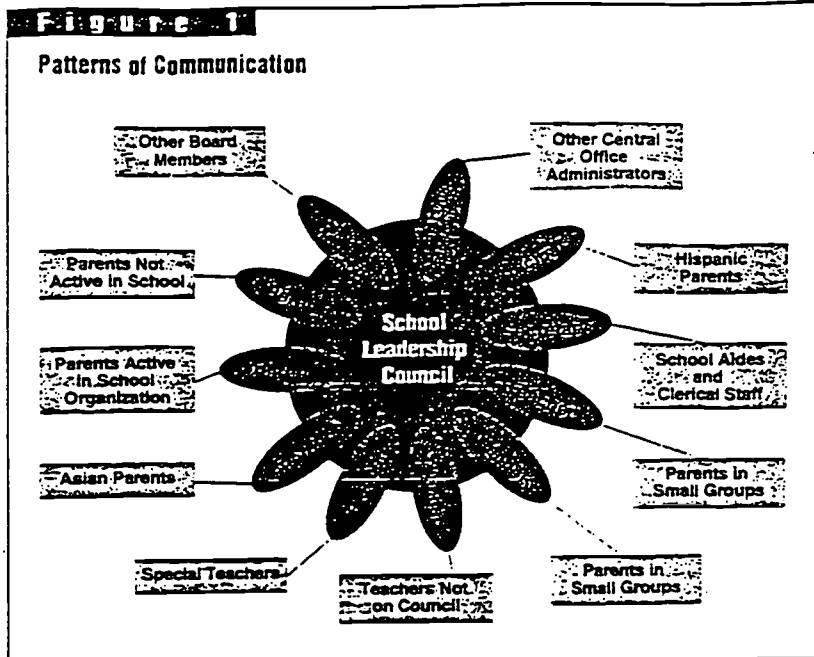 Figure 1
Patterns of Communication
Other Board
Members
Other Central
Office
Administrators
Parents Not
Active in School
Hispanic
Parents
School
Leadership
Council
Parents Active
in School
Organization
School Aides
and
Clerical Staff
Asian Parents
Parents in
Small Groups
Special Teachers
Teachers Not
on Council
Parents in
Small Groups